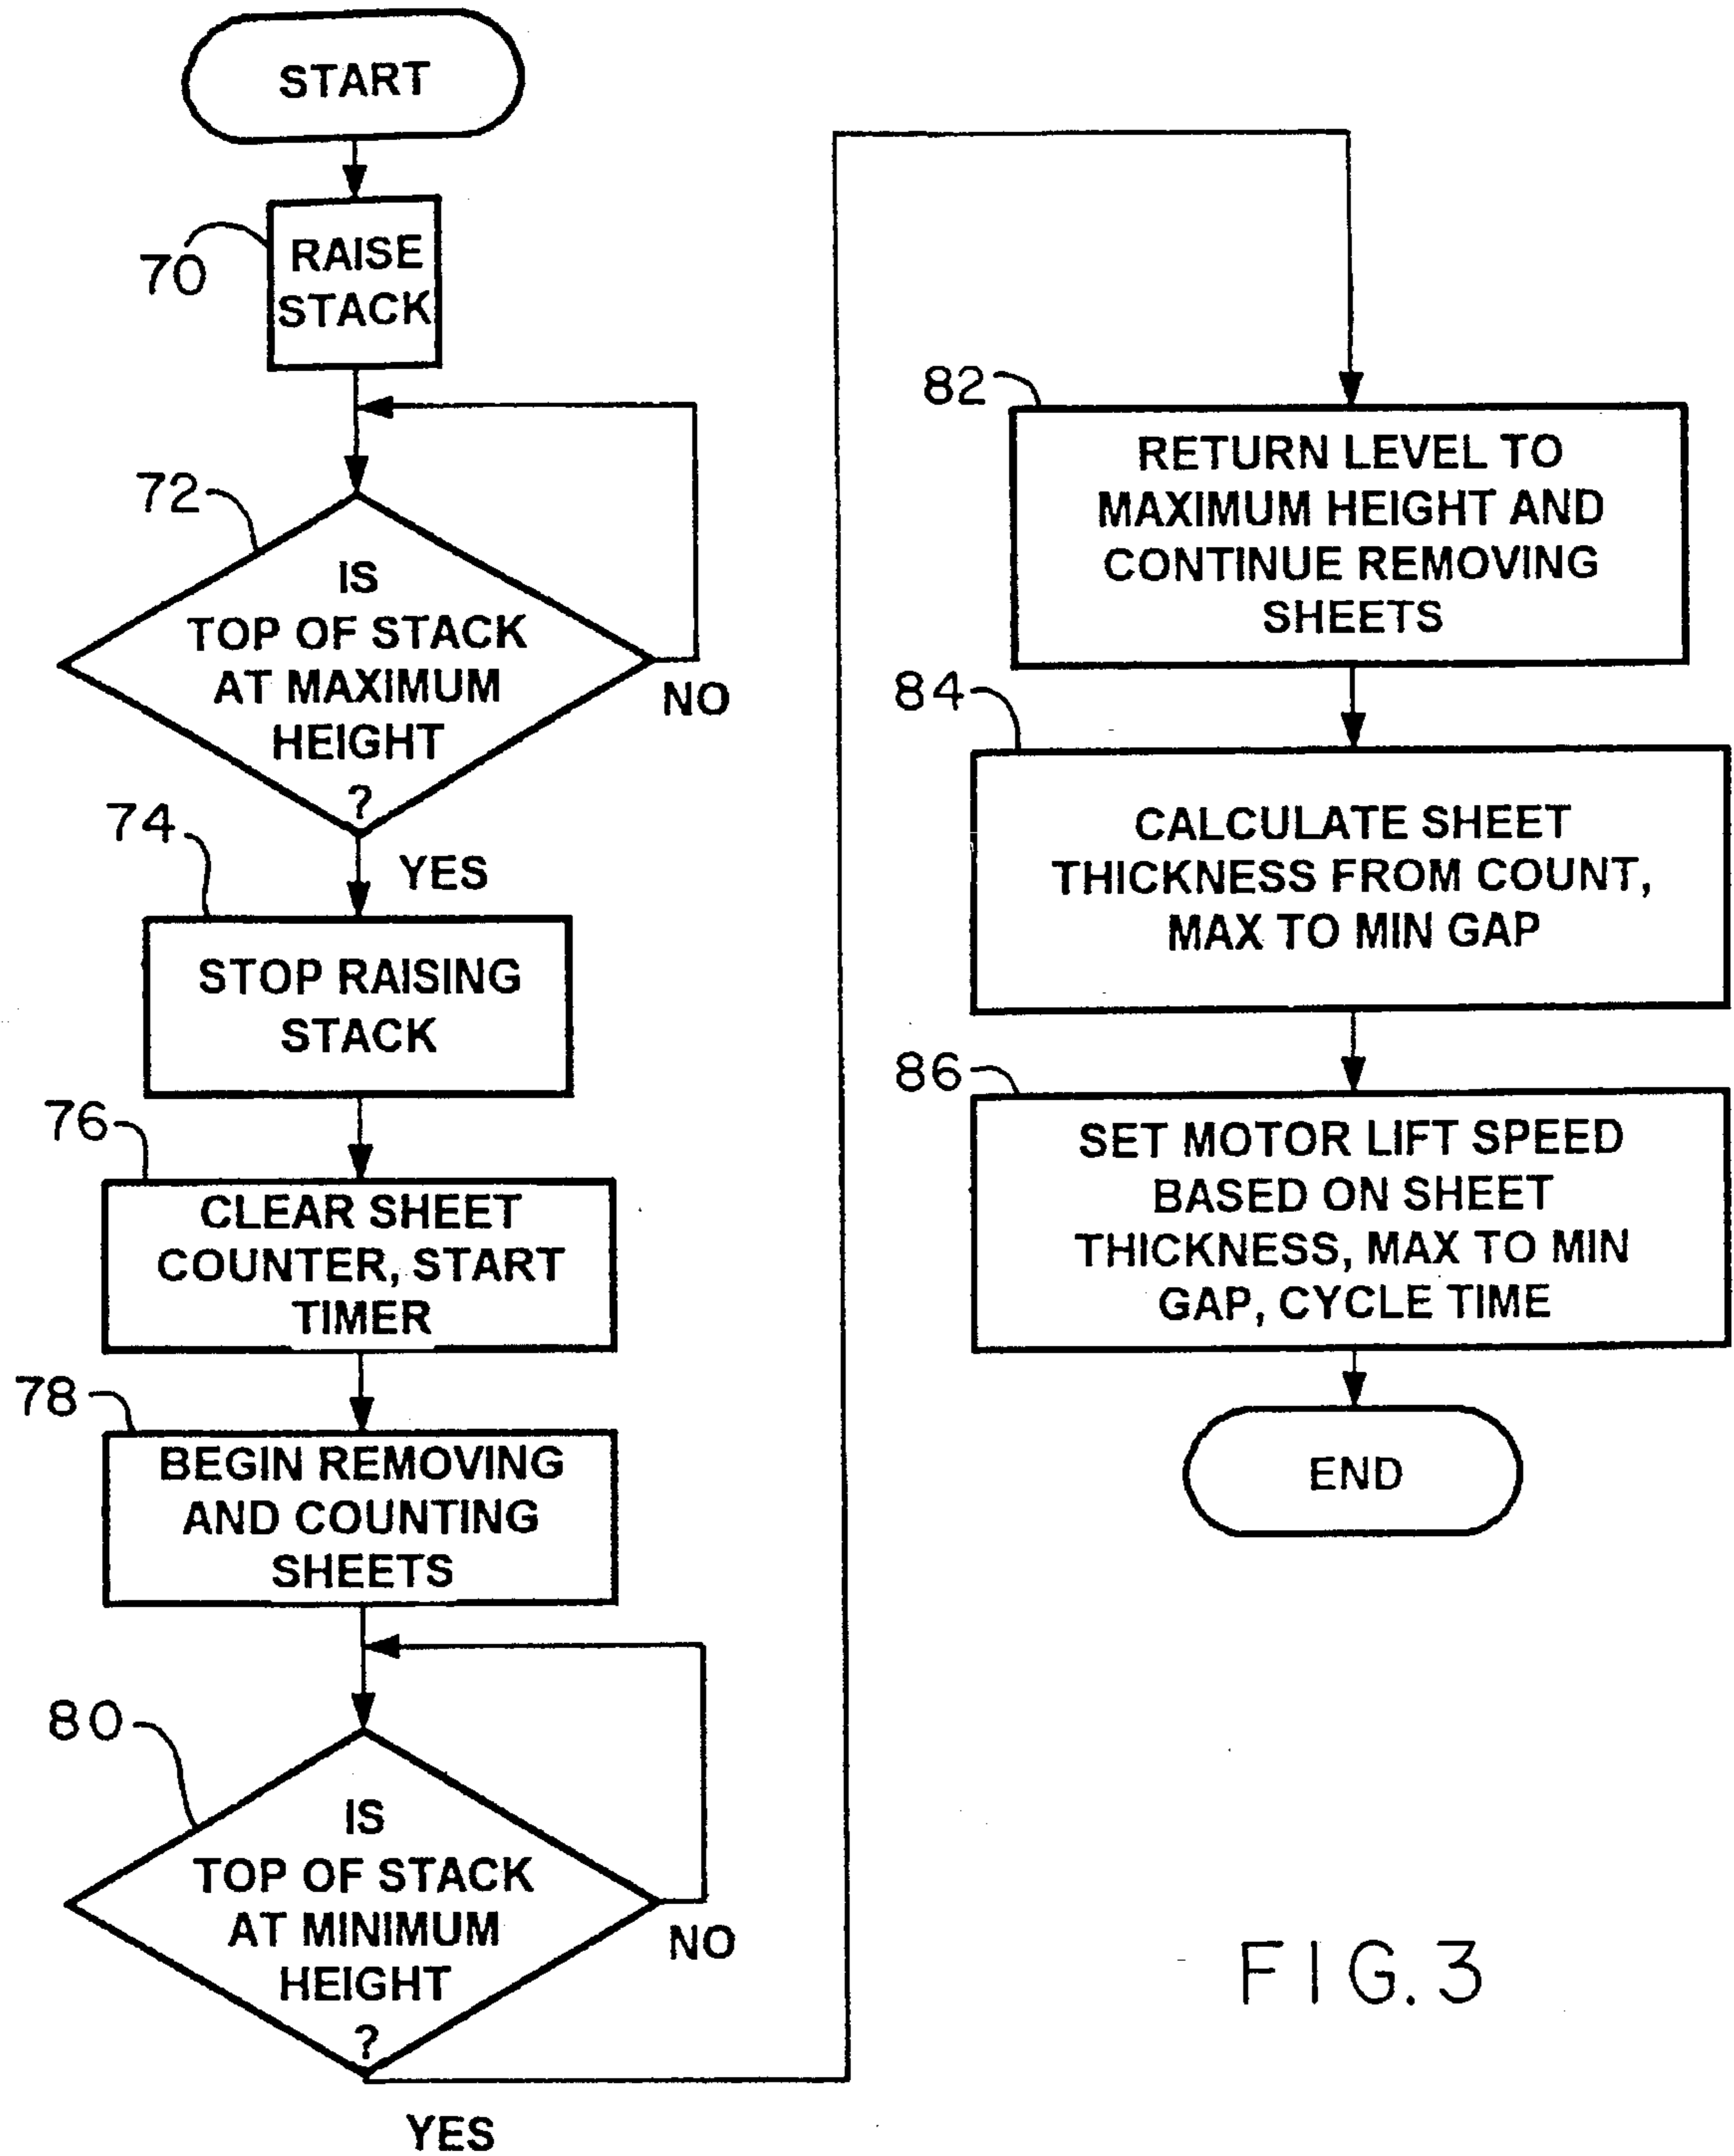 START
70
RAISE
STACK
72
IS
TOP OF STACK
AT MAXIMUM
HEIGHT
?
NO
YES
74
STOP RAISING
STACK
76
CLEAR SHEET
COUNTER, START
TIMER
78
BEGIN REMOVING
AND COUNTING
SHEETS
80
IS
TOP OF STACK
AT MINIMUM
HEIGHT
?
NO
YES
82
RETURN LEVEL TO
MAXIMUM HEIGHT AND
CONTINUE REMOVING
SHEETS
84
CALCULATE SHEET
THICKNESS FROM COUNT,
MAX TO MIN GAP
86
SET MOTOR LIFT SPEED
BASED ON SHEET
THICKNESS, MAX TO MIN
GAP, CYCLE TIME
END
FIG. 3